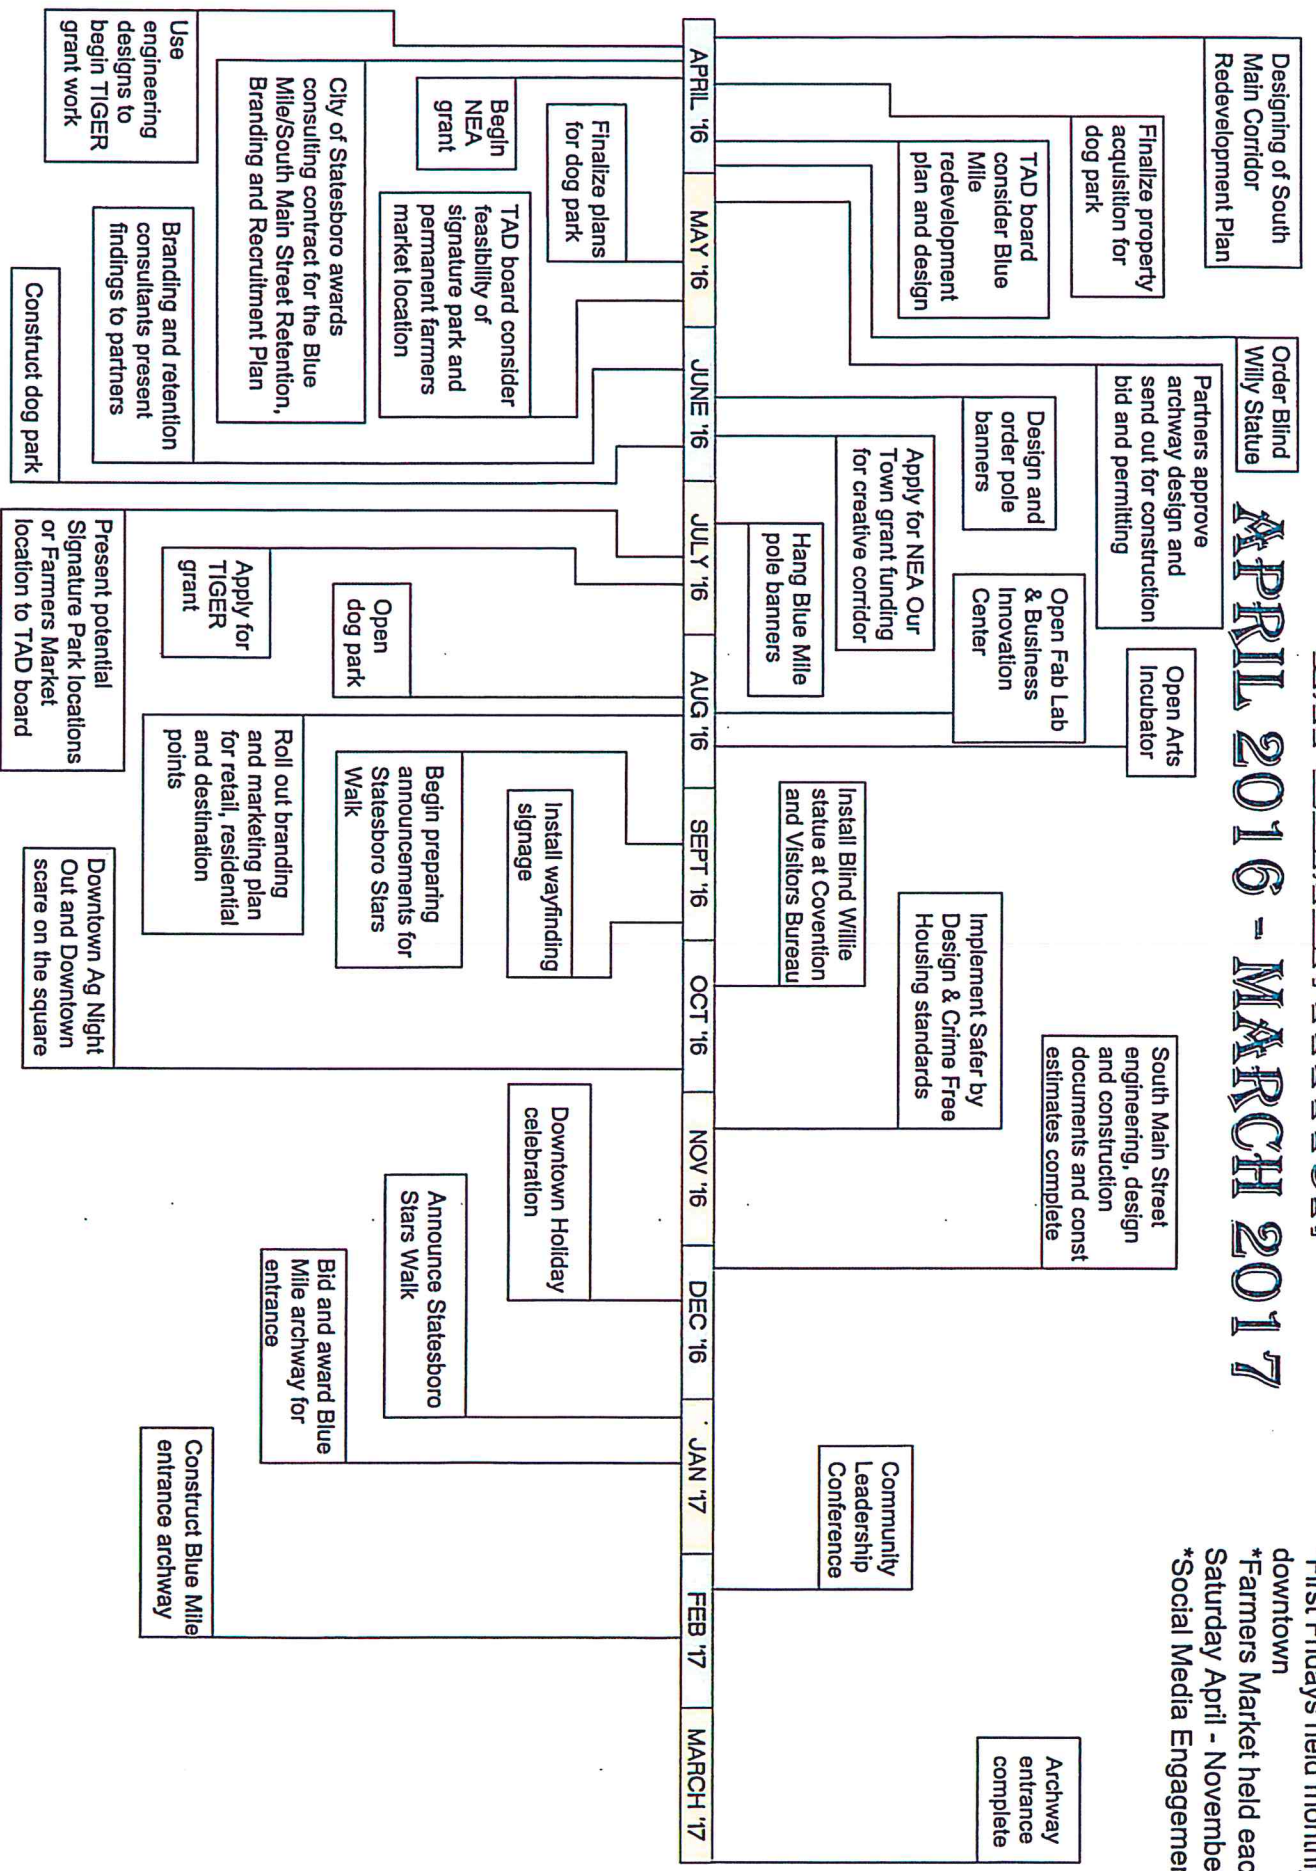 APRIL 2016 - MARCH 2017
downtown
*Farmers Market held
Saturday April -
*Social Media
Designing of South
Main Corridor
Redevelopment Plan
Finalize property
acquisition for
dog park
TAD board
consider Blue
Mile
redevelopment
plan and design
Order Blind
Willy Statue
Partners approve
archway design and
send out for construction
bid and permitting
Design and
order pole
banners
Apply for NEA Our
Town grant funding
for creative corridor
Hang Blue Mile
pole banners
Open Fab Lab
& Business
Innovation
Center
Open Arts
Incubator
Install Blind Willie
statue at Covention
and Visitors Bureau
Implement Safer by
Design & Crime Free
Housing standards
South Main Street
engineering, design
and construction
documents and const
estimates complete
Community
Leadership
Conference
Archway
entrance
complete
APRIL '16
MAY '16
JUNE '16
JULY '16
AUG '16
SEPT '16
OCT '16
NOV '16
DEC '16
JAN '17
FEB '17
MARCH '17
Use
engineering
designs to
begin TIGER
grant work
City of Statesboro awards
consulting contract for the Blue
Mile/South Main Street Retention,
Branding and Recruitment Plan
Begin
NEA
grant
Finalize plans
for dog park
TAD board consider
feasibility of
signature park and
permanent farmers
market location
Branding and retention
consultants present
findings to partners
Construct dog park
Present potential
Signature Park locations
or Farmers Market
location to TAD board
Apply for
TIGER
grant
Open
dog park
Roll out branding
and marketing plan
for retail, residential
and destination
points
Begin preparing
announcements for
Statesboro Stars
Walk
Install wayfinding
signage
Downtown Ag Night
Out and Downtown
scare on the square
Downtown Holiday
celebration
Announce Statesboro
Stars Walk
Bid and award Blue
Mile archway for
entrance
Construct Blue Mile
entrance archway